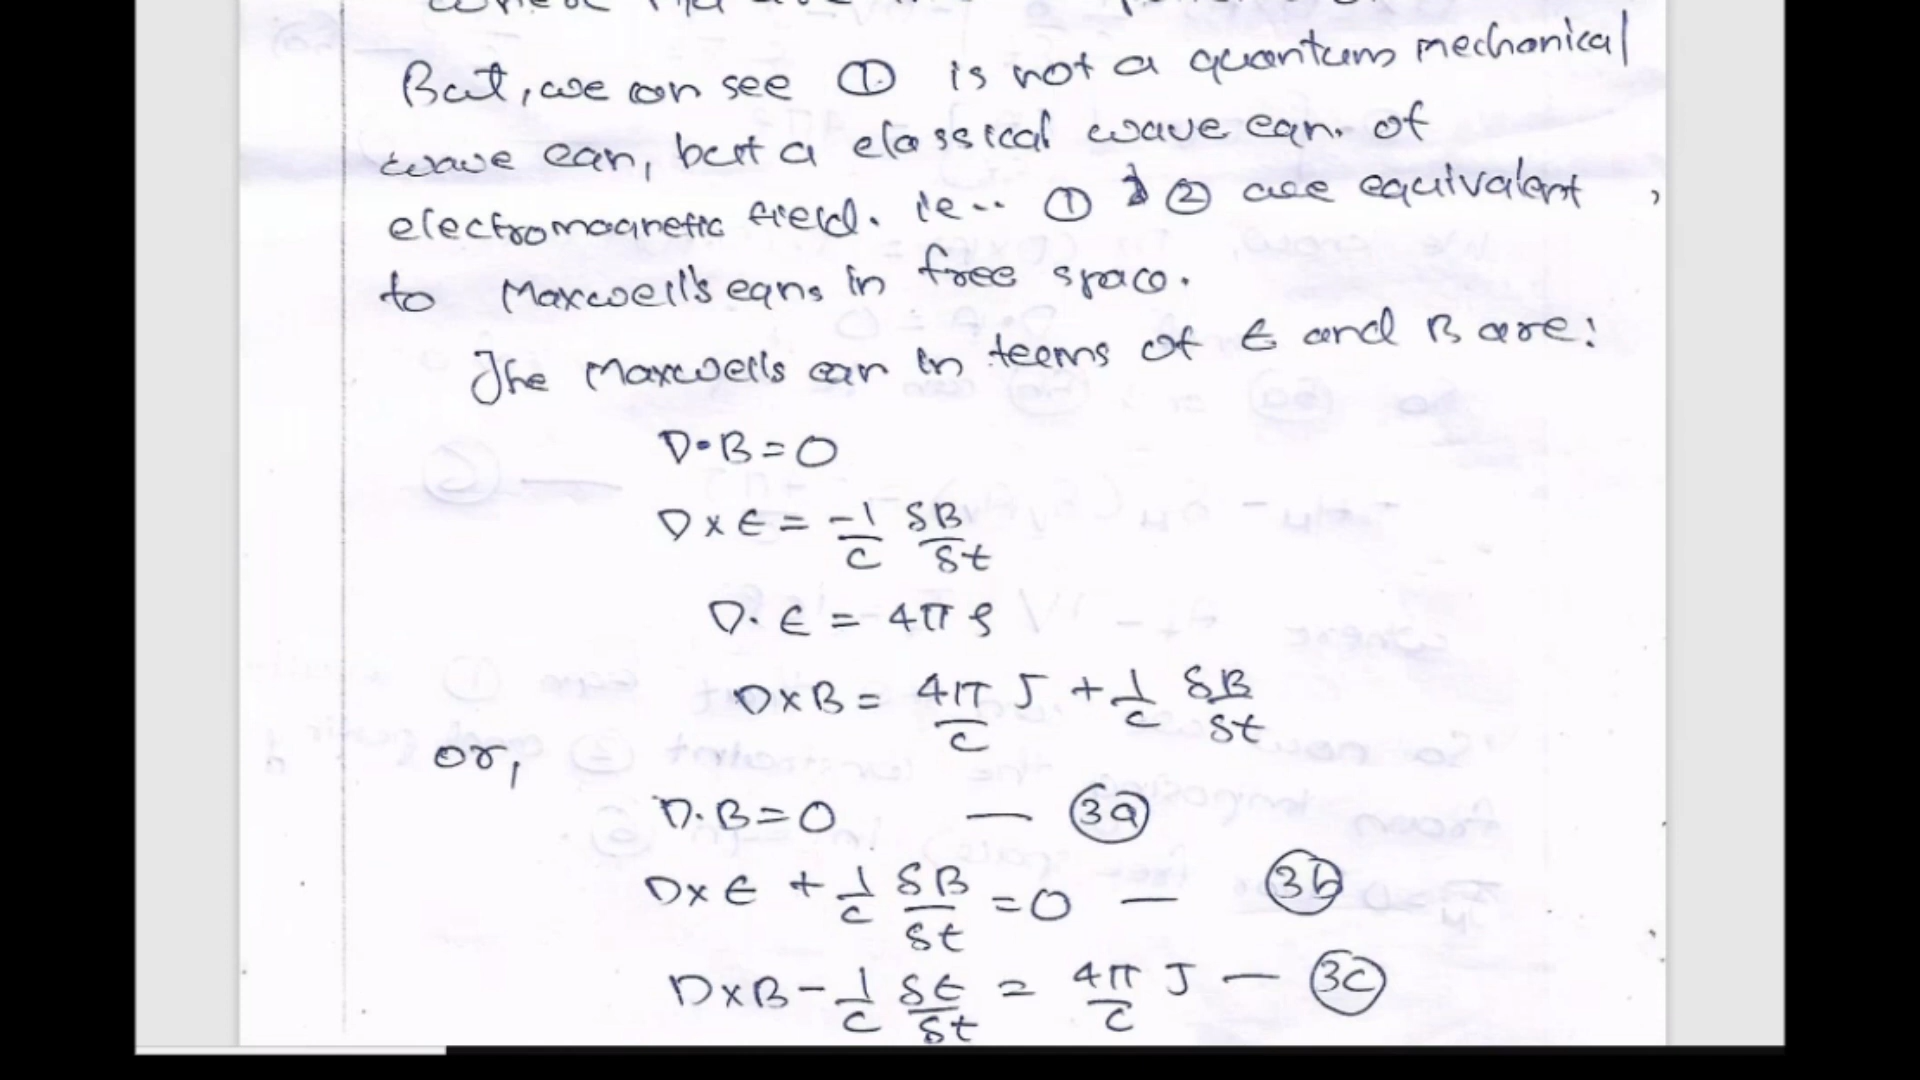 But, we can see ① is not a quantum mechanical
wave eqn, but a classical wave eqn. of
electromagnetic field. ie.. ① & ② are equivalent,
to Maxwell's eqns in free space.
The Maxwells eqn in terms of E and B are:
∇·B=0
∇×E = -1/c δB/δt
∇·E = 4πρ
∇×B = 4π/c J + 1/c δB/δt
or,
∇·B=0 — 3a
∇×E + 1/c δB/δt = 0 — 3b
∇×B - 1/c δE/δt = 4π/c J — 3c